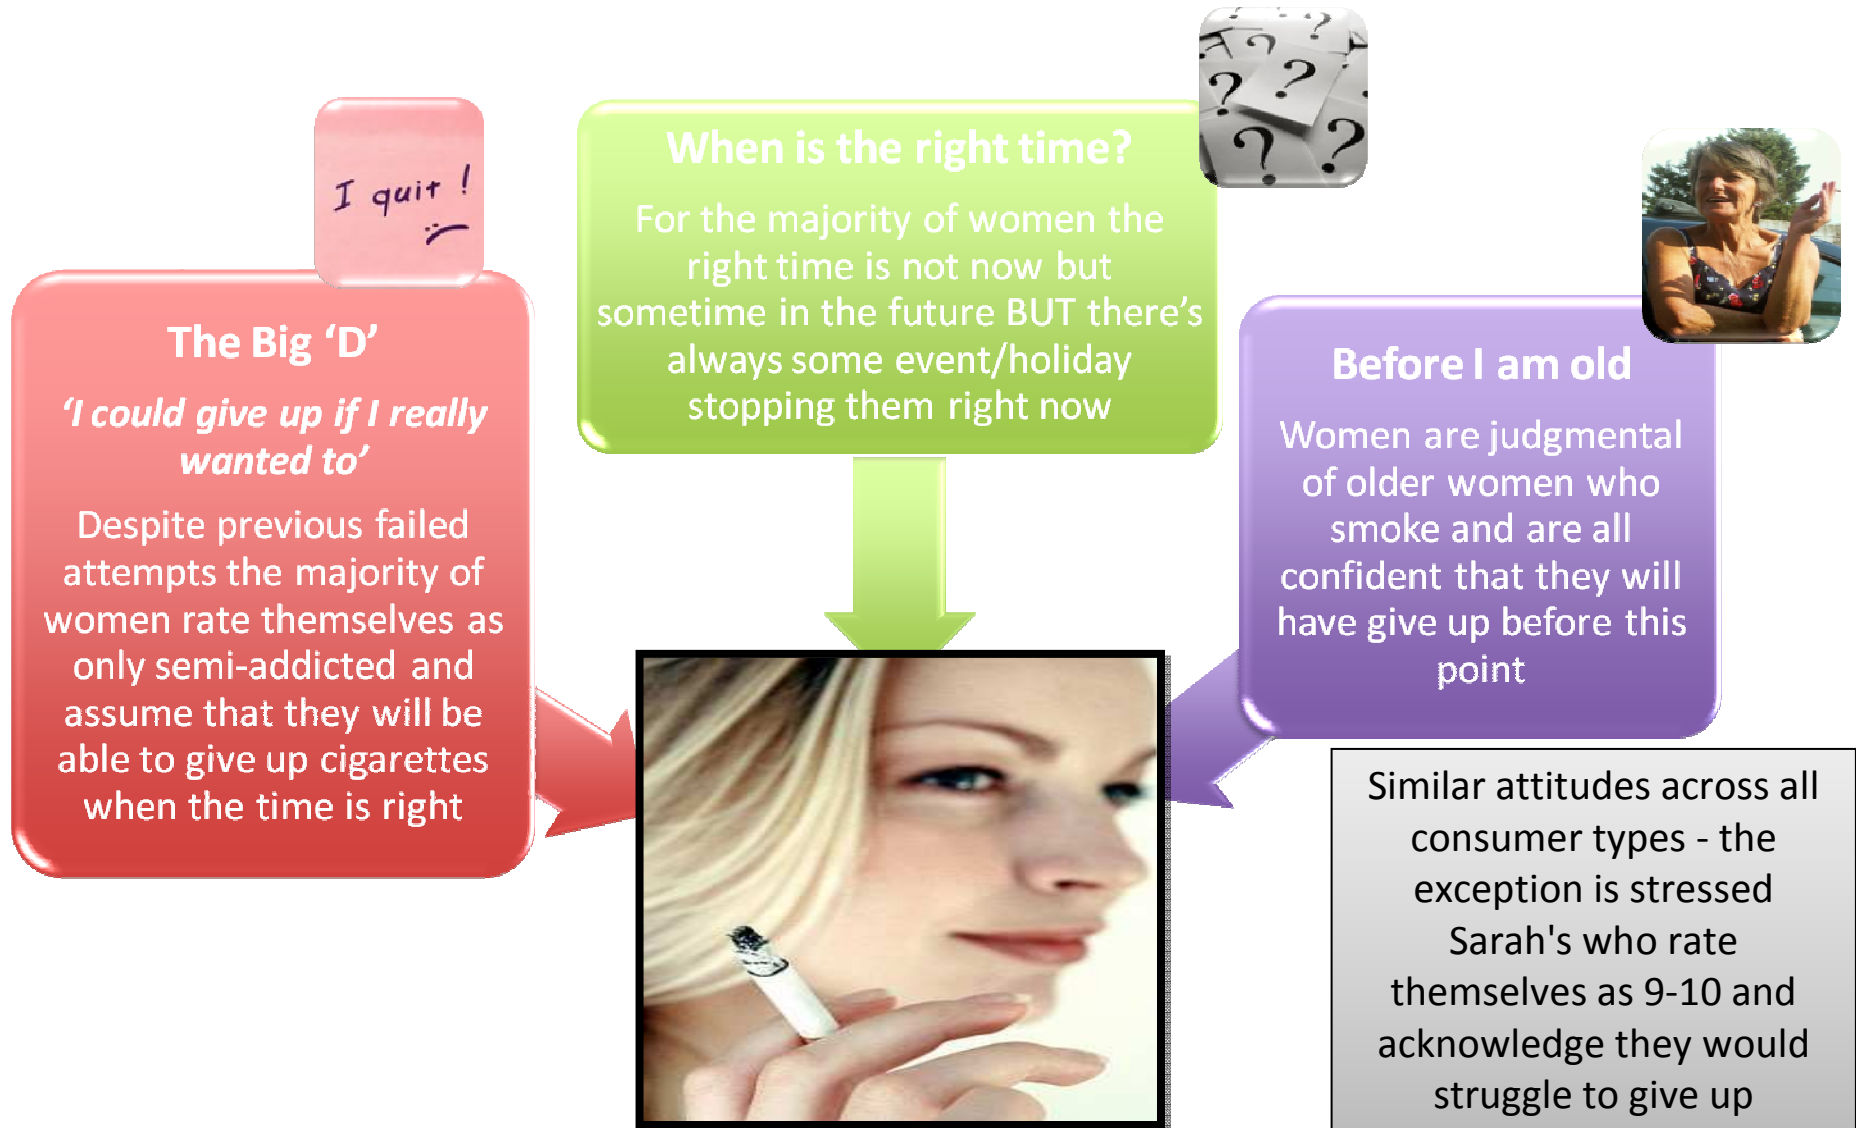 I quit !
The Big ‘D’
‘I could give up if I really
wanted to’
Despite previous failed
attempts the majority of
women rate themselves as
only semi-addicted and
assume that they will be
able to give up cigarettes
when the time is right
When is the right time?
For the majority of women the
right time is not now but
sometime in the future BUT there’s
always some event/holiday
stopping them right now
? ? ? ? ? ?
Before I am old
Women are judgmental
of older women who
smoke and are all
confident that they will
have give up before this
point
Similar attitudes across all
consumer types - the
exception is stressed
Sarah's who rate
themselves as 9-10 and
acknowledge they would
struggle to give up